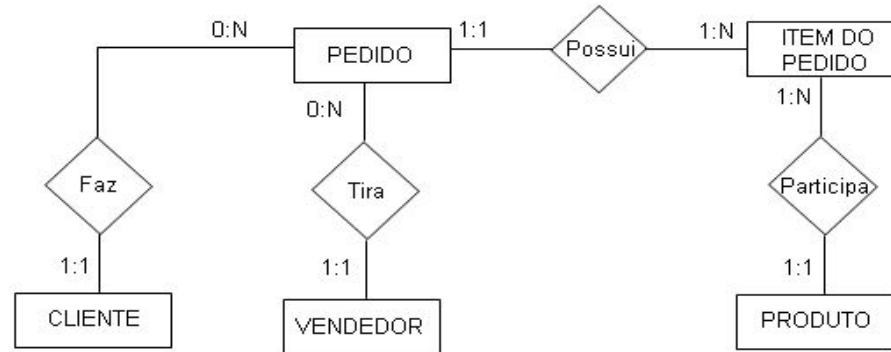 0:N
PEDIDO
1:1
Possui
1:N
ITEM DO
PEDIDO
0:N
1:N
Faz
Tira
Participa
1:1
1:1
1:1
CLIENTE
VENDEDOR
PRODUTO